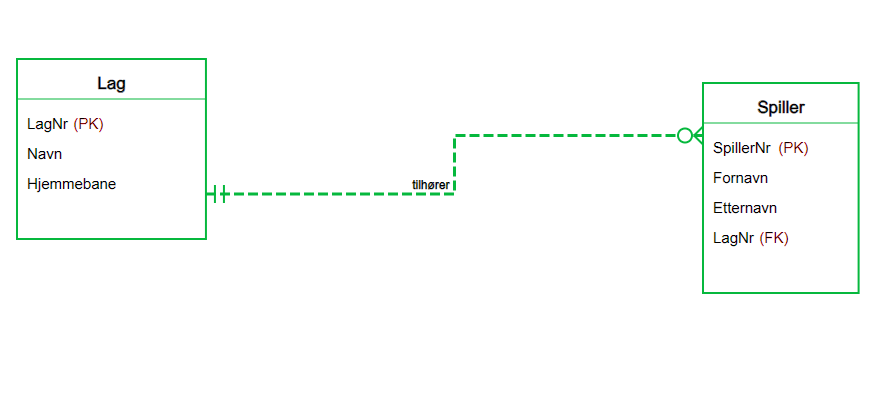 Lag
LagNr (PK)
Navn
Hjemmebane
tilhører
Spiller
SpillerNr (PK)
Fornavn
Etternavn
LagNr (FK)